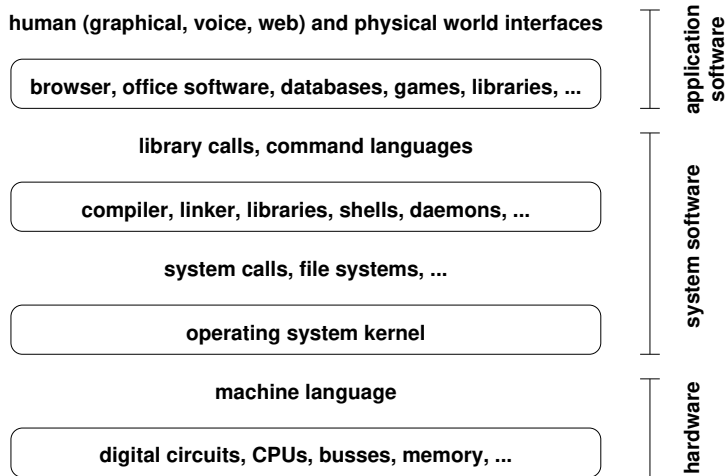 human (graphical, voice, web) and physical world interfaces
browser, office software, databases, games, libraries, ...
application
software
library calls, command languages
compiler, linker, libraries, shells, daemons, ...
system calls, file systems, ...
operating system kernel
system software
machine language
digital circuits, CPUs, busses, memory, ...
hardware